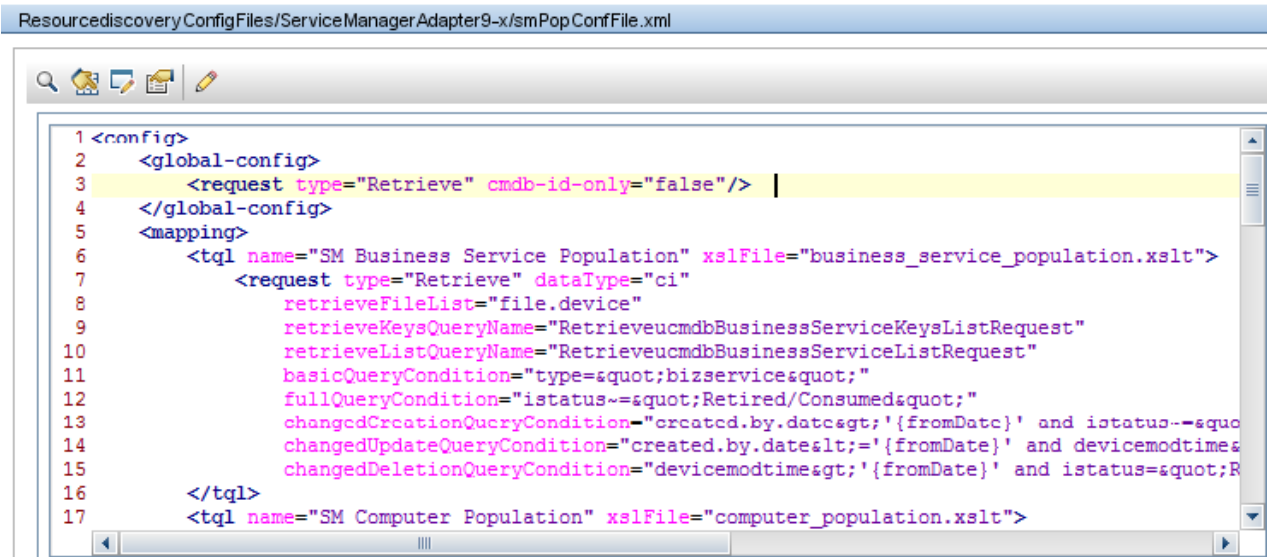 ResourcediscoveryConfigFiles/ServiceManagerAdapter9-x/smPopConfFile.xml
1 <config>
2 <global-config>
3 <request type="Retrieve" cmdb-id-only="false"/>
4 </global-config>
5 <mapping>
6 <tql name="SM Business Service Population" xslFile="business_service_population.xslt">
7 <request type="Retrieve" dataType="ci"
8 retrieveFileList="file.device"
9 retrieveKeysQueryName="RetrieveucmdbBusinessServiceKeysListRequest"
10 retrieveListQueryName="RetrieveucmdbBusinessServiceListRequest"
11 basicQueryCondition="type=&quot;bizservice&quot;"
12 fullQueryCondition="istatus~=&quot;Retired/Consumed&quot;"
13 changedCreationQueryCondition="created.by.date&gt;'{fromDate}' and istatus~=&quo
14 changedUpdateQueryCondition="created.by.date&lt;='{fromDate}' and devicemodtime&
15 changedDeletionQueryCondition="devicemodtime&gt;'{fromDate}' and istatus=&quot;R
16 </tql>
17 <tql name="SM Computer Population" xslFile="computer_population.xslt">